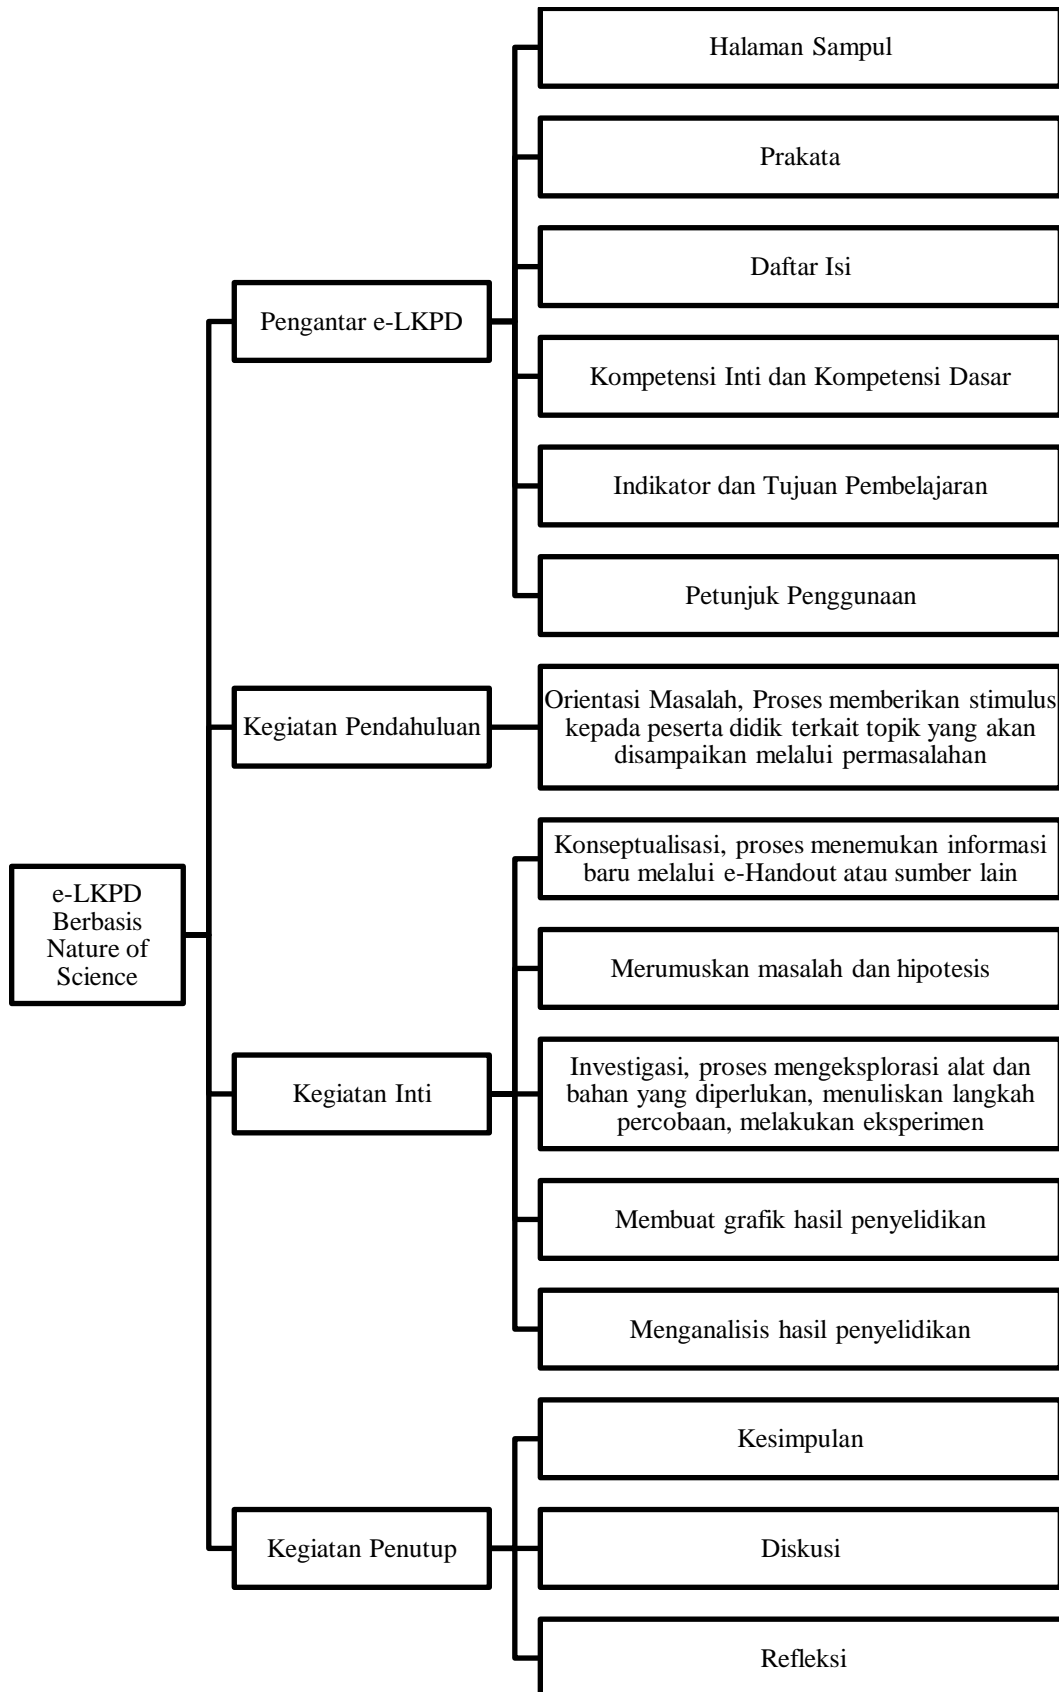 Halaman Sampul
Prakata
Daftar Isi
Pengantar e-LKPD
Kompetensi Inti dan Kompetensi Dasar
Indikator dan Tujuan Pembelajaran
Petunjuk Penggunaan
Kegiatan Pendahuluan
Orientasi Masalah, Proses memberikan stimulus
kepada peserta didik terkait topik yang akan
disampaikan melalui permasalahan
e-LKPD
Berbasis
Nature of
Science
Konseptualisasi, proses menemukan informasi
baru melalui e-Handout atau sumber lain
Merumuskan masalah dan hipotesis
Kegiatan Inti
Investigasi, proses mengeksplorasi alat dan
bahan yang diperlukan, menuliskan langkah
percobaan, melakukan eksperimen
Membuat grafik hasil penyelidikan
Menganalisis hasil penyelidikan
Kesimpulan
Kegiatan Penutup
Diskusi
Refleksi